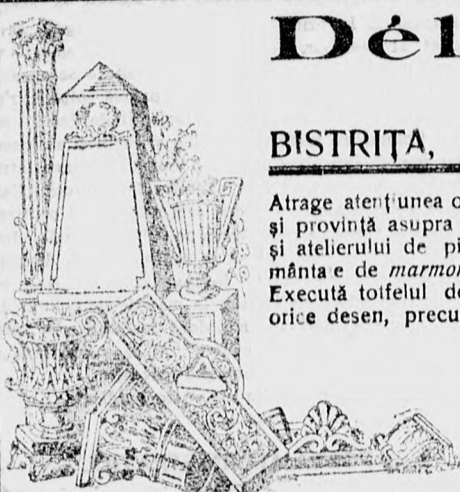 Dél
BISTRIȚA,
Atrage atențiunea o
și provință asupra
și atelierului de pi
mânta e de marmor
Execută toifelul de
orice desen, precu